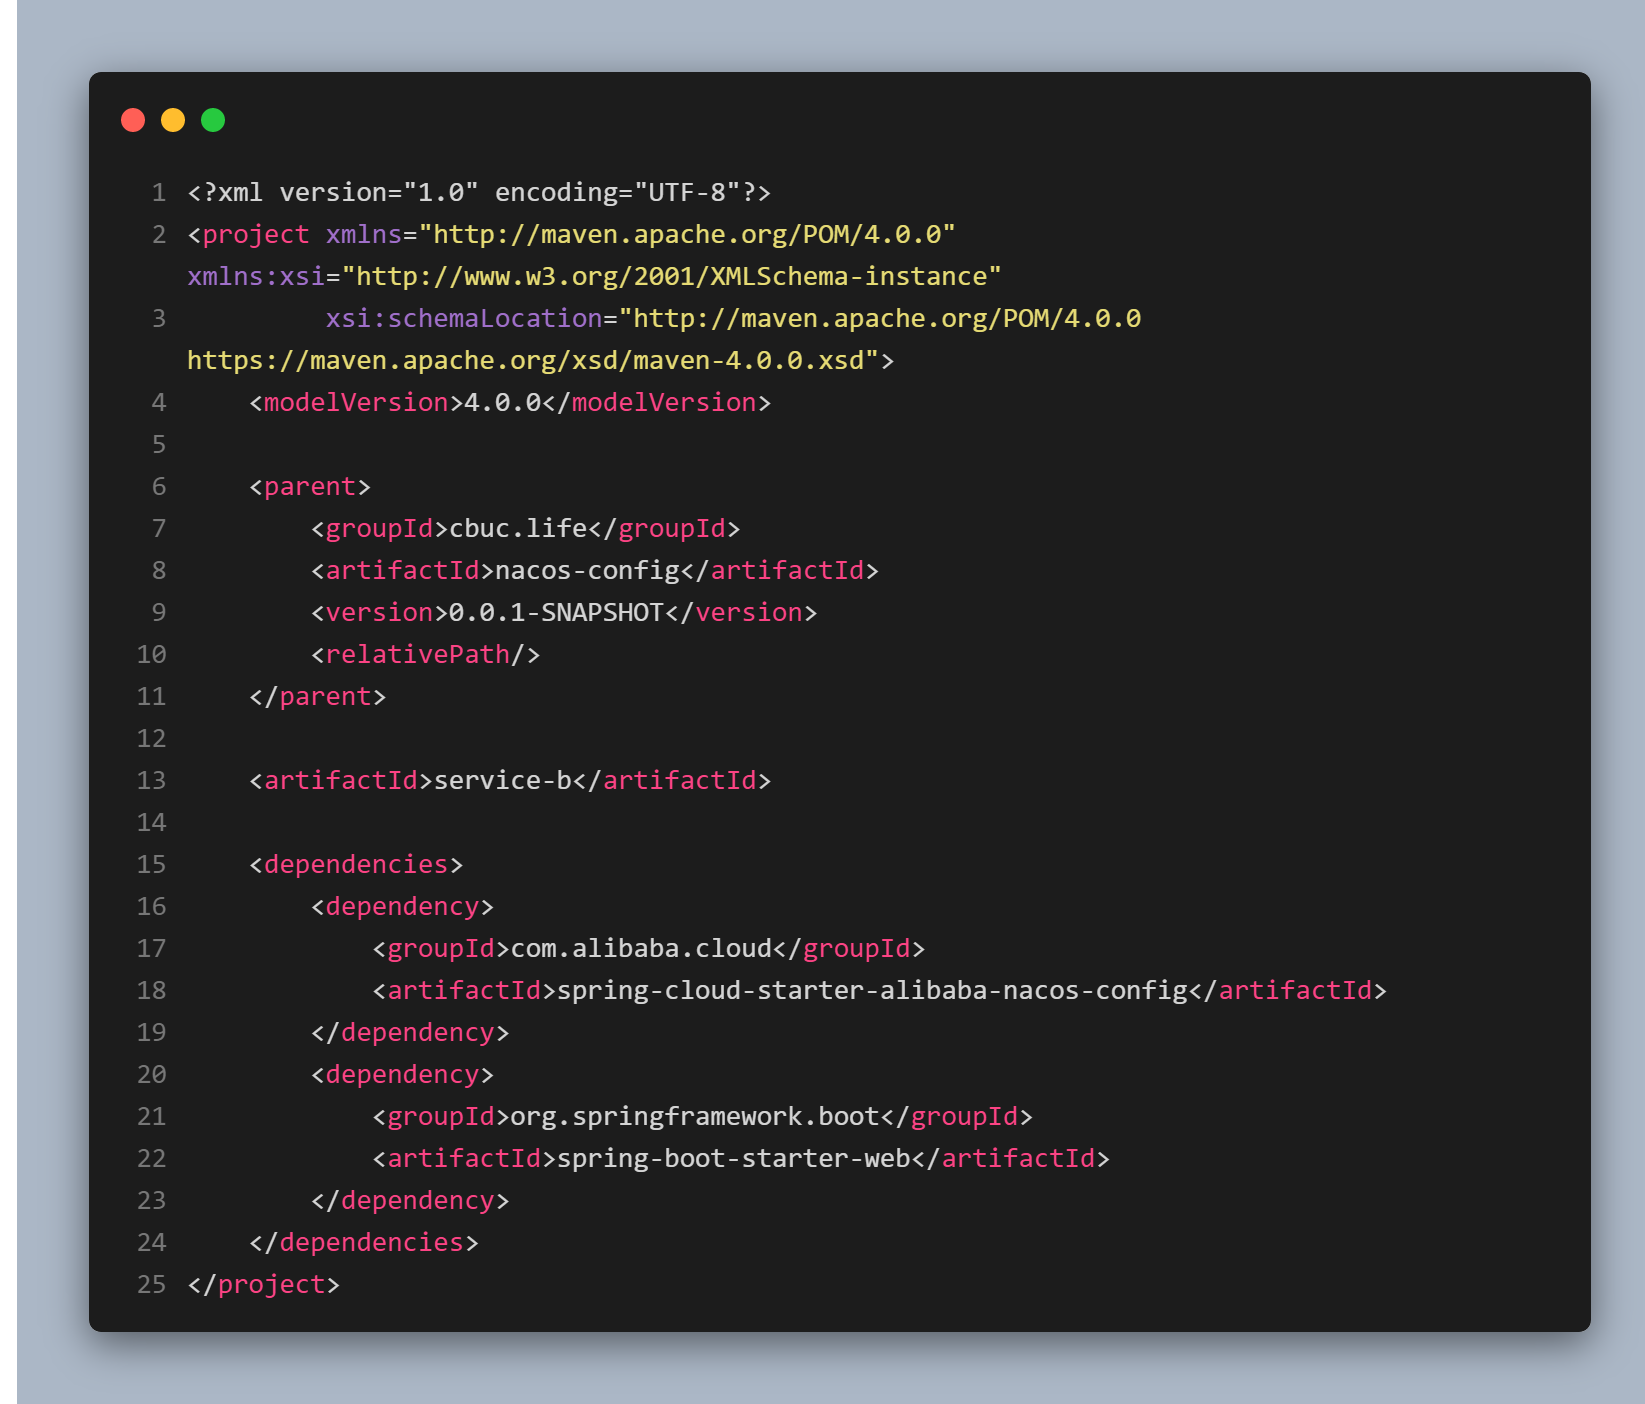 1 <?xml version="1.0" encoding="UTF-8"?>
2 <project xmlns="http://maven.apache.org/POM/4.0.0"
xmlns:xsi="http://www.w3.org/2001/XMLSchema-instance"
3          xsi:schemaLocation="http://maven.apache.org/POM/4.0.0
https://maven.apache.org/xsd/maven-4.0.0.xsd">
4     <modelVersion>4.0.0</modelVersion>
5
6     <parent>
7         <groupId>cbuc.life</groupId>
8         <artifactId>nacos-config</artifactId>
9         <version>0.0.1-SNAPSHOT</version>
10         <relativePath/>
11     </parent>
12
13     <artifactId>service-b</artifactId>
14
15     <dependencies>
16         <dependency>
17             <groupId>com.alibaba.cloud</groupId>
18             <artifactId>spring-cloud-starter-alibaba-nacos-config</artifactId>
19         </dependency>
20         <dependency>
21             <groupId>org.springframework.boot</groupId>
22             <artifactId>spring-boot-starter-web</artifactId>
23         </dependency>
24     </dependencies>
25 </project>